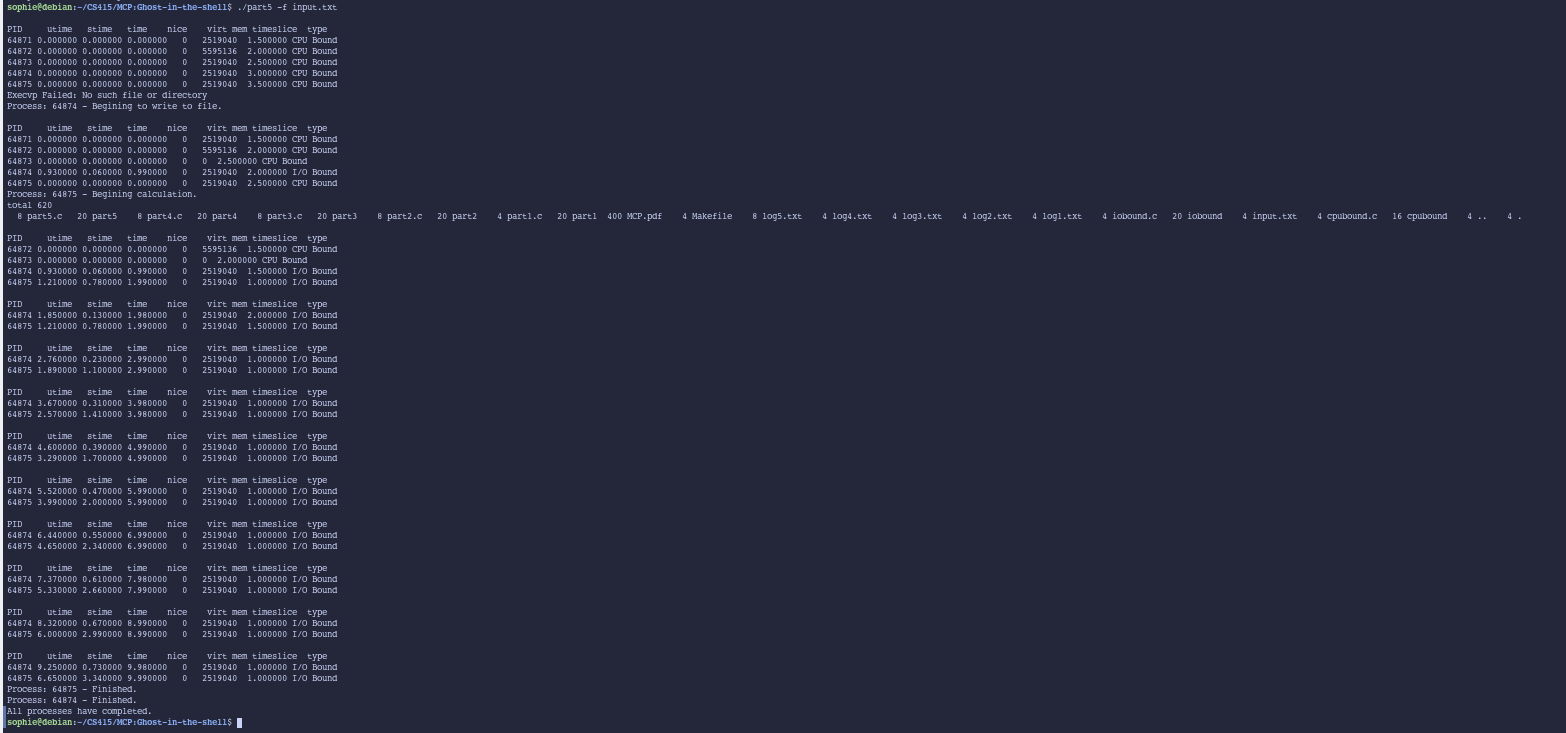 sophie@debian:~/CS415/MCP:Ghost-in-the-shell$ ./part5 -f input.txt
PID utime stime time nice virt mem timeslice type
64871 0.000000 0.000000 0.000000 0 2519040 1.500000 CPU Bound
64872 0.000000 0.000000 0.000000 0 5595136 2.000000 CPU Bound
64873 0.000000 0.000000 0.000000 0 2519040 2.500000 CPU Bound
64874 0.000000 0.000000 0.000000 0 2519040 3.000000 CPU Bound
64875 0.000000 0.000000 0.000000 0 2519040 3.500000 CPU Bound
Execvp Failed: No such file or directory
Process: 64874 - Begining to write to file.
PID utime stime time nice virt mem timeslice type
64871 0.000000 0.000000 0.000000 0 2519040 1.500000 CPU Bound
64872 0.000000 0.000000 0.000000 0 5595136 2.000000 CPU Bound
64873 0.000000 0.000000 0.000000 0 0 2.500000 CPU Bound
64874 0.930000 0.060000 0.990000 0 2519040 2.000000 I/O Bound
64875 0.000000 0.000000 0.000000 0 2519040 2.500000 CPU Bound
Process: 64875 - Begining calculation.
total 620
8 part5.c 20 part5 8 part4.c 20 part4 8 part3.c 20 part3 8 part2.c 20 part2 4 part1.c 20 part1 400 MCP.pdf 4 Makefile 8 log5.txt 4 log4.txt 4 log3.txt 4 log2.txt 4 log1.txt 4 iobound.c 20 iobound 4 input.txt 4 cpubound.c 16 cpubound 4 .. 4 .
PID utime stime time nice virt mem timeslice type
64872 0.000000 0.000000 0.000000 0 5595136 1.500000 CPU Bound
64873 0.000000 0.000000 0.000000 0 0 2.000000 CPU Bound
64874 0.930000 0.060000 0.990000 0 2519040 1.500000 I/O Bound
64875 1.210000 0.780000 1.990000 0 2519040 1.000000 I/O Bound
PID utime stime time nice virt mem timeslice type
64874 1.850000 0.130000 1.980000 0 2519040 2.000000 I/O Bound
64875 1.210000 0.780000 1.990000 0 2519040 1.500000 I/O Bound
PID utime stime time nice virt mem timeslice type
64874 2.760000 0.230000 2.990000 0 2519040 1.000000 I/O Bound
64875 1.890000 1.100000 2.990000 0 2519040 1.000000 I/O Bound
PID utime stime time nice virt mem timeslice type
64874 3.670000 0.310000 3.980000 0 2519040 1.000000 I/O Bound
64875 2.570000 1.410000 3.980000 0 2519040 1.000000 I/O Bound
PID utime stime time nice virt mem timeslice type
64874 4.600000 0.390000 4.990000 0 2519040 1.000000 I/O Bound
64875 3.290000 1.700000 4.990000 0 2519040 1.000000 I/O Bound
PID utime stime time nice virt mem timeslice type
64874 5.520000 0.470000 5.990000 0 2519040 1.000000 I/O Bound
64875 3.990000 2.000000 5.990000 0 2519040 1.000000 I/O Bound
PID utime stime time nice virt mem timeslice type
64874 6.440000 0.550000 6.990000 0 2519040 1.000000 I/O Bound
64875 4.650000 2.340000 6.990000 0 2519040 1.000000 I/O Bound
PID utime stime time nice virt mem timeslice type
64874 7.370000 0.610000 7.980000 0 2519040 1.000000 I/O Bound
64875 5.330000 2.660000 7.990000 0 2519040 1.000000 I/O Bound
PID utime stime time nice virt mem timeslice type
64874 8.320000 0.670000 8.990000 0 2519040 1.000000 I/O Bound
64875 6.000000 2.990000 8.990000 0 2519040 1.000000 I/O Bound
PID utime stime time nice virt mem timeslice type
64874 9.250000 0.730000 9.980000 0 2519040 1.000000 I/O Bound
64875 6.650000 3.340000 9.990000 0 2519040 1.000000 I/O Bound
Process: 64875 - Finished.
Process: 64874 - Finished.
All processes have completed.
sophie@debian:~/CS415/MCP:Ghost-in-the-shell$